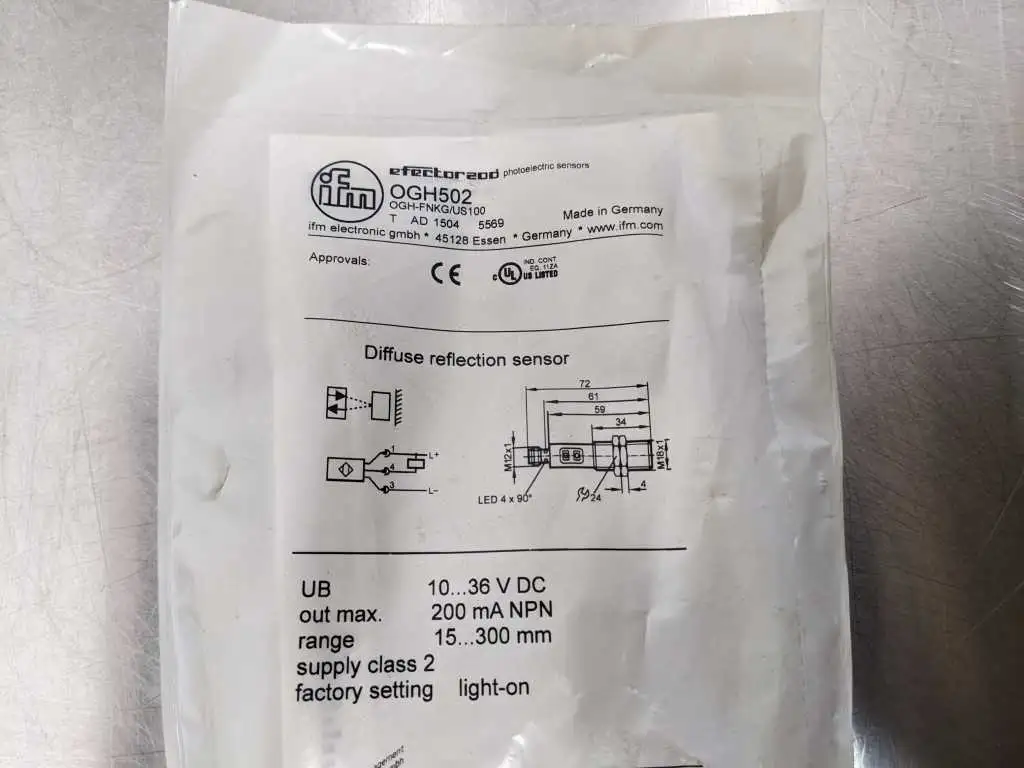 ifm
efector200 photoelectric sensors
OGH502
OGH-FNKG/US100
T AD 1504 5569
Made in Germany
ifm electronic gmbh * 45128 Essen * Germany * www.ifm.com
Approvals:
CE
c UL US LISTED
IND. CONT.
EQ. 11ZA
Diffuse reflection sensor
72
61
59
34
M12x1
M18x1
LED 4 x 90°
24
4
1
L+
4
3
L–
UB 10...36 V DC
out max. 200 mA NPN
range 15...300 mm
supply class 2
factory setting light-on